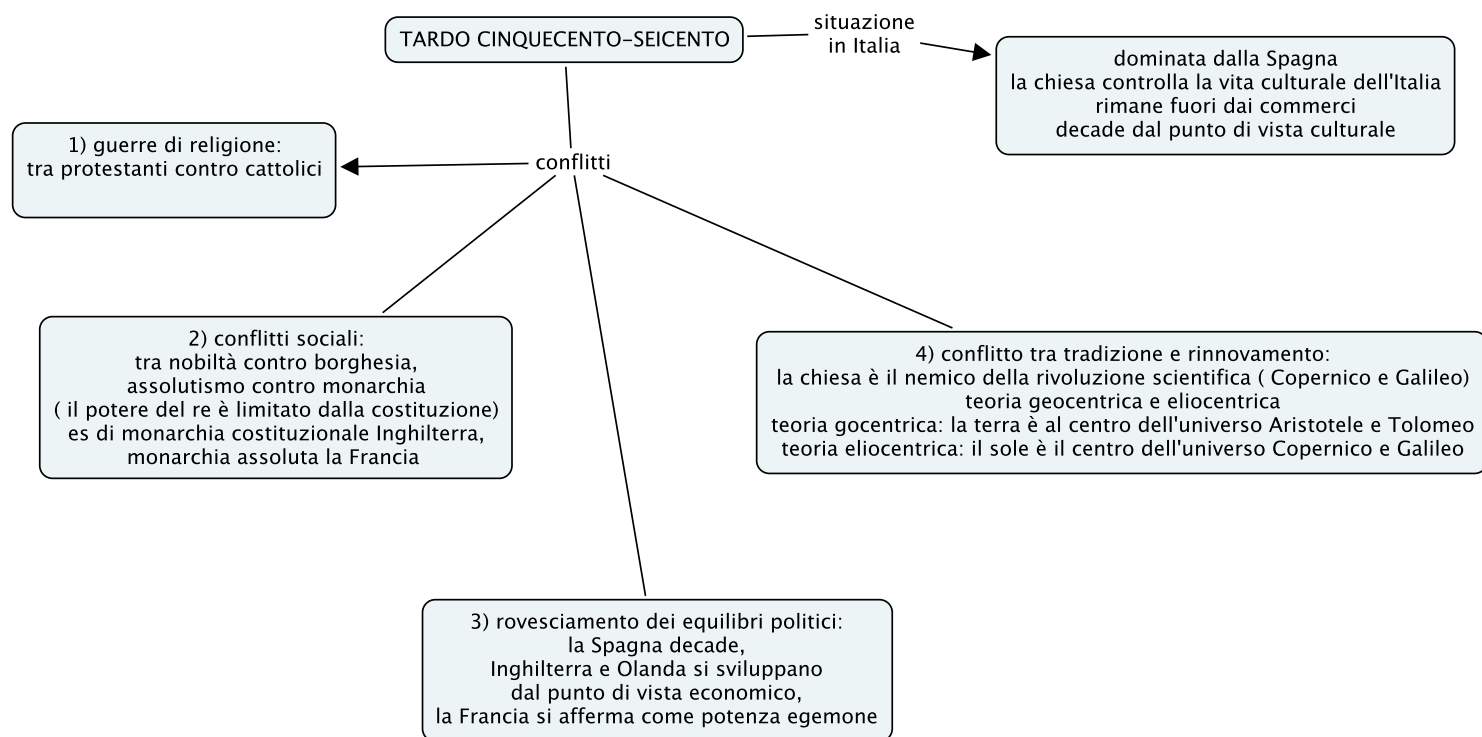 TARDO CINQUECENTO-SEICENTO
situazione
in Italia
dominata dalla Spagna
la chiesa controlla la vita culturale dell'Italia
rimane fuori dai commerci
decade dal punto di vista culturale
conflitti
1) guerre di religione:
tra protestanti contro cattolici
2) conflitti sociali:
tra nobiltà contro borghesia,
assolutismo contro monarchia
( il potere del re è limitato dalla costituzione)
es di monarchia costituzionale Inghilterra,
monarchia assoluta la Francia
3) rovesciamento dei equilibri politici:
la Spagna decade,
Inghilterra e Olanda si sviluppano
dal punto di vista economico,
la Francia si afferma come potenza egemone
4) conflitto tra tradizione e rinnovamento:
la chiesa è il nemico della rivoluzione scientifica ( Copernico e Galileo)
teoria geocentrica e eliocentrica
teoria gocentrica: la terra è al centro dell'universo Aristotele e Tolomeo
teoria eliocentrica: il sole è il centro dell'universo Copernico e Galileo